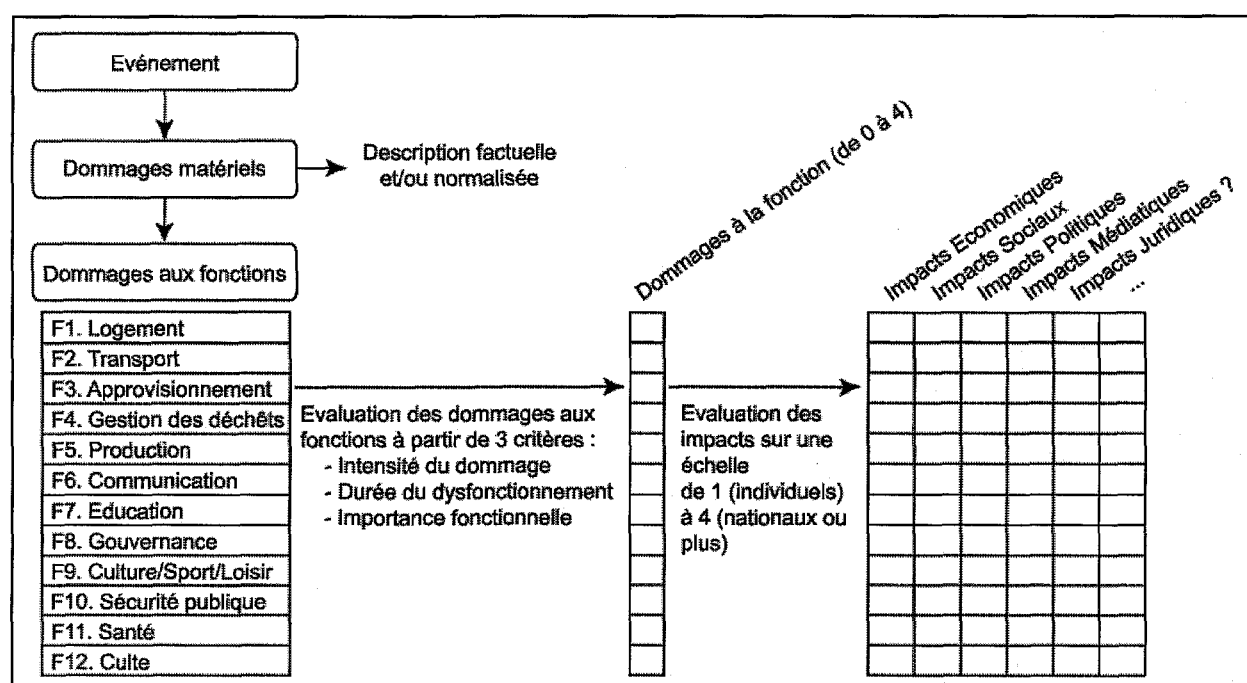 Evénement
Dommages matériels
Description factuelle
et/ou normalisée
Dommages aux fonctions
F1. Logement
F2. Transport
F3. Approvisionnement
F4. Gestion des déchêts
F5. Production
F6. Communication
F7. Education
F8. Gouvernance
F9. Culture/Sport/Loisir
F10. Sécurité publique
F11. Santé
F12. Culte
Evaluation des dommages aux
fonctions à partir de 3 critères :
- Intensité du dommage
- Durée du dysfonctionnement
- Importance fonctionnelle
Dommages à la fonction (de 0 à 4)
Evaluation des
impacts sur une
échelle
de 1 (individuels)
à 4 (nationaux ou
plus)
Impacts Economiques
Impacts Sociaux
Impacts Politiques
Impacts Médiatiques
Impacts Juridiques ?
...